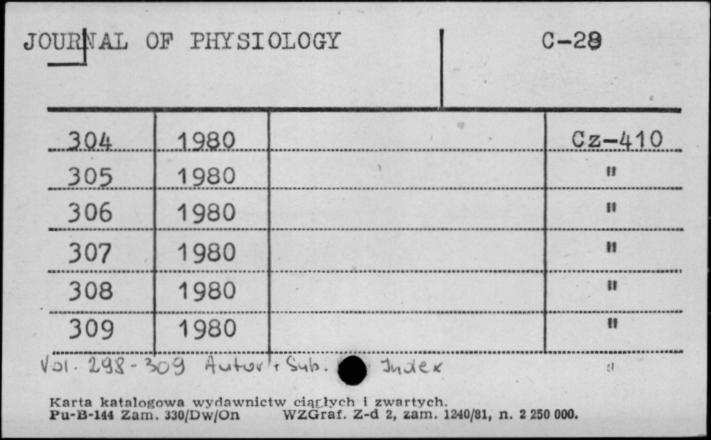 JOURNAL OF PHYSIOLOGY C-28
304 1980 Cz-410
305 1980 "
306 1980 "
307 1980 "
308 1980 "
309 1980 "
Vol. 298-309 Autor + Sub. Index "
Karta katalogowa wydawnictw ciągłych i zwartych.
Pu-B-144 Zam. 330/Dw/On WZGraf. Z-d 2, zam. 1240/81, n. 2 250 000.